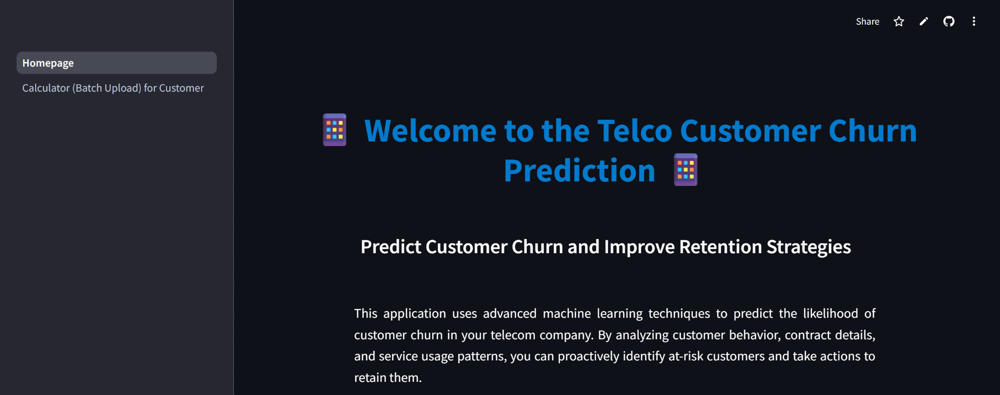 Share
Homepage
Calculator (Batch Upload) for Customer
Welcome to the Telco Customer Churn
Prediction
Predict Customer Churn and Improve Retention Strategies
This application uses advanced machine learning techniques to predict the likelihood of
customer churn in your telecom company. By analyzing customer behavior, contract details,
and service usage patterns, you can proactively identify at-risk customers and take actions to
retain them.